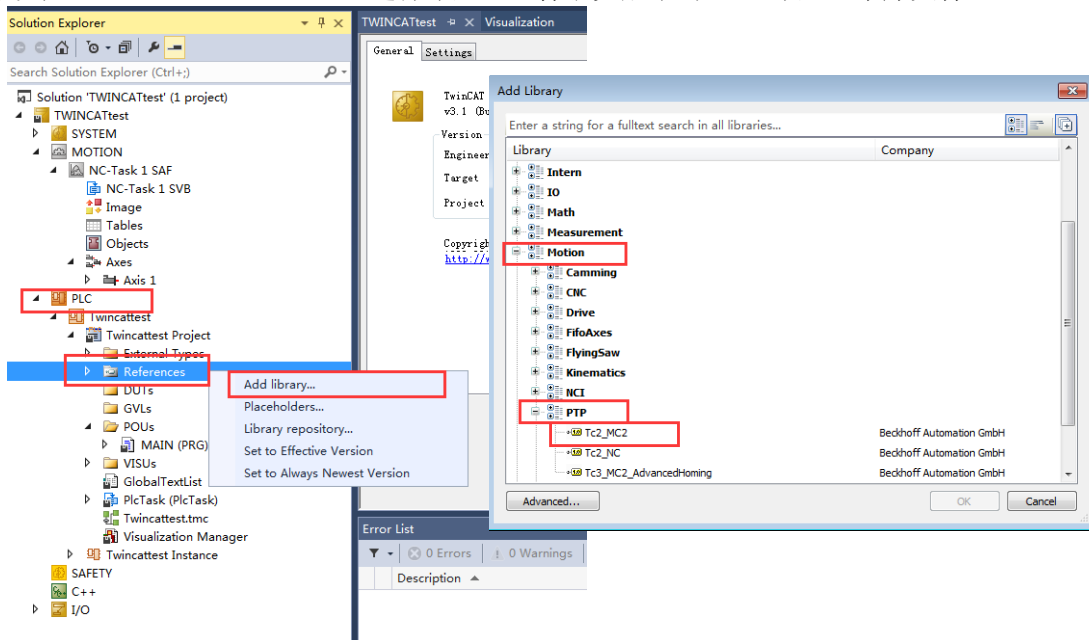 Solution Explorer
Search Solution Explorer (Ctrl+;)
Solution 'TWINCATtest' (1 project)
TWINCATtest
SYSTEM
MOTION
NC-Task 1 SAF
NC-Task 1 SVB
Image
Tables
Objects
Axes
Axis 1
PLC
Twincattest
Twincattest Project
External Types
References
DUTs
GVLs
POUs
MAIN (PRG)
VISUs
GlobalTextList
PlcTask (PlcTask)
Twincattest.tmc
Visualization Manager
Twincattest Instance
SAFETY
C++
I/O
Add library...
Placeholders...
Library repository...
Set to Effective Version
Set to Always Newest Version
TWINCATtest
Visualization
General
Settings
TwinCAT
v3.1 (Bu
Version
Engineer
Target
Project
Copyrigh
http://w
Add Library
Enter a string for a fulltext search in all libraries...
Library Company
Intern
IO
Math
Measurement
Motion
Camming
CNC
Drive
FifoAxes
FlyingSaw
Kinematics
NCI
PTP
Tc2_MC2 Beckhoff Automation GmbH
Tc2_NC Beckhoff Automation GmbH
Tc3_MC2_AdvancedHoming Beckhoff Automation GmbH
Advanced... OK Cancel
Error List
0 Errors 0 Warnings
Description